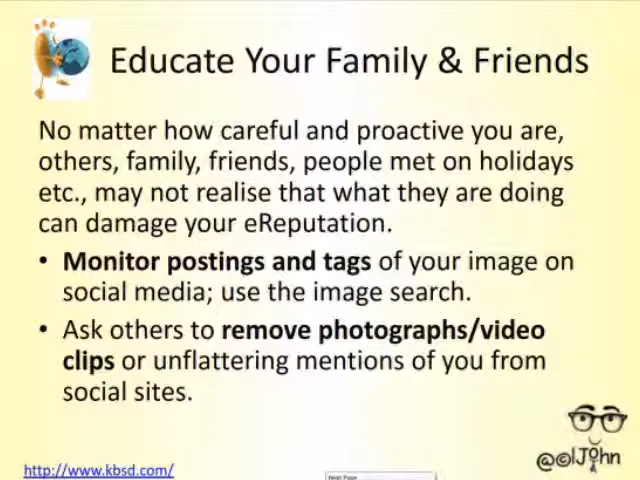 Educate Your Family & Friends
No matter how careful and proactive you are,
others, family, friends, people met on holidays
etc., may not realise that what they are doing
can damage your eReputation.
• Monitor postings and tags of your image on
social media; use the image search.
• Ask others to remove photographs/video
clips or unflattering mentions of you from
social sites.
http://www.kbsd.com/
Next Page